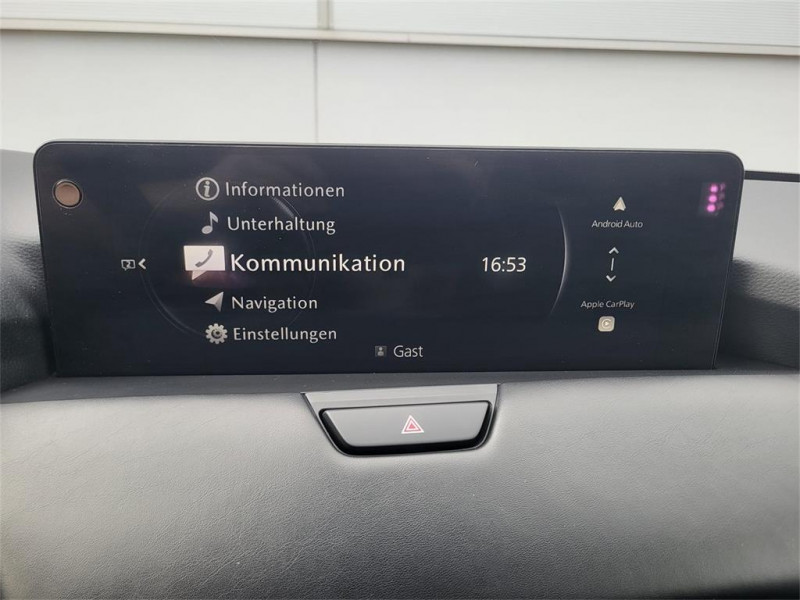 Informationen
Unterhaltung
Kommunikation
16:53
Navigation
Einstellungen
Gast
Android Auto
Apple CarPlay